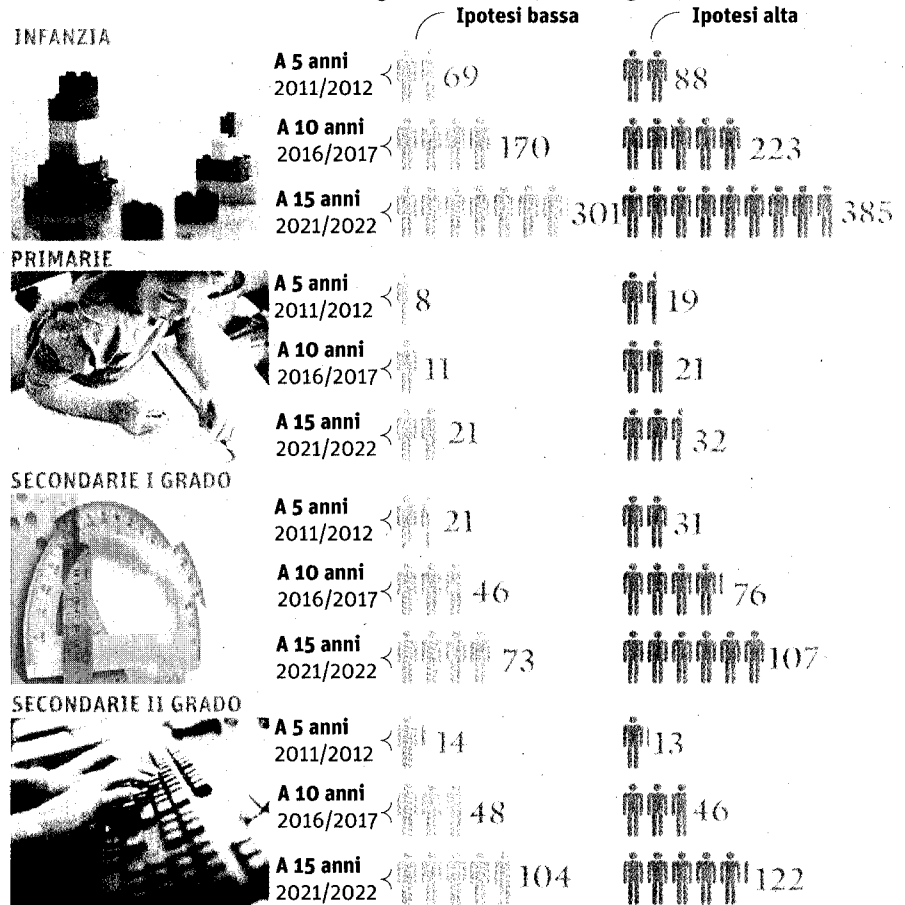 Ipotesi bassa
Ipotesi alta
INFANZIA
A 5 anni
2011/2012
69
88
A 10 anni
2016/2017
170
223
A 15 anni
2021/2022
301
385
PRIMARIE
A 5 anni
2011/2012
8
19
A 10 anni
2016/2017
11
21
A 15 anni
2021/2022
21
32
SECONDARIE I GRADO
A 5 anni
2011/2012
21
31
A 10 anni
2016/2017
46
76
A 15 anni
2021/2022
73
107
SECONDARIE II GRADO
A 5 anni
2011/2012
14
13
A 10 anni
2016/2017
48
46
A 15 anni
2021/2022
104
122